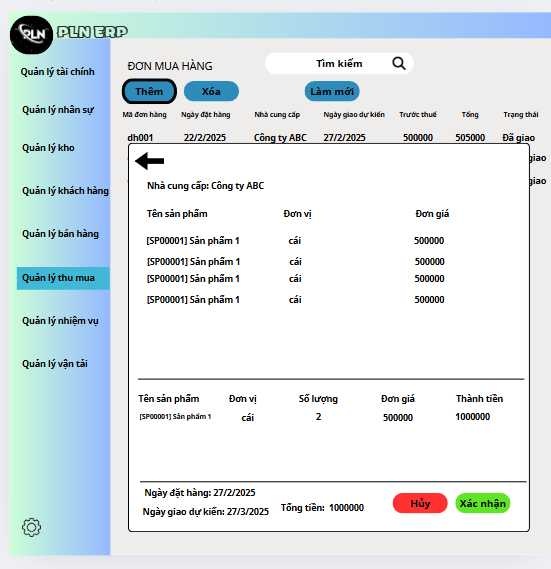 PLN PLN ERP
Quản lý tài chính
Quản lý nhân sự
Quản lý kho
Quản lý khách hàng
Quản lý bán hàng
Quản lý thu mua
Quản lý nhiệm vụ
Quản lý vận tải
ĐƠN MUA HÀNG
Tìm kiếm
Thêm Xóa Làm mới
Mã đơn hàng Ngày đặt hàng Nhà cung cấp Ngày giao dự kiến Trước thuế Tổng Trạng thái
dh001 22/2/2025 Công ty ABC 27/2/2025 500000 505000 Đã giao
giao
giao
Nhà cung cấp: Công ty ABC
Tên sản phẩm Đơn vị Đơn giá
[SP00001] Sản phẩm 1 cái 500000
[SP00001] Sản phẩm 1 cái 500000
[SP00001] Sản phẩm 1 cái 500000
[SP00001] Sản phẩm 1 cái 500000
Tên sản phẩm Đơn vị Số lượng Đơn giá Thành tiền
[SP00001] Sản phẩm 1 cái 2 500000 1000000
Ngày đặt hàng: 27/2/2025
Ngày giao dự kiến: 27/3/2025
Tổng tiền: 1000000
Hủy Xác nhận